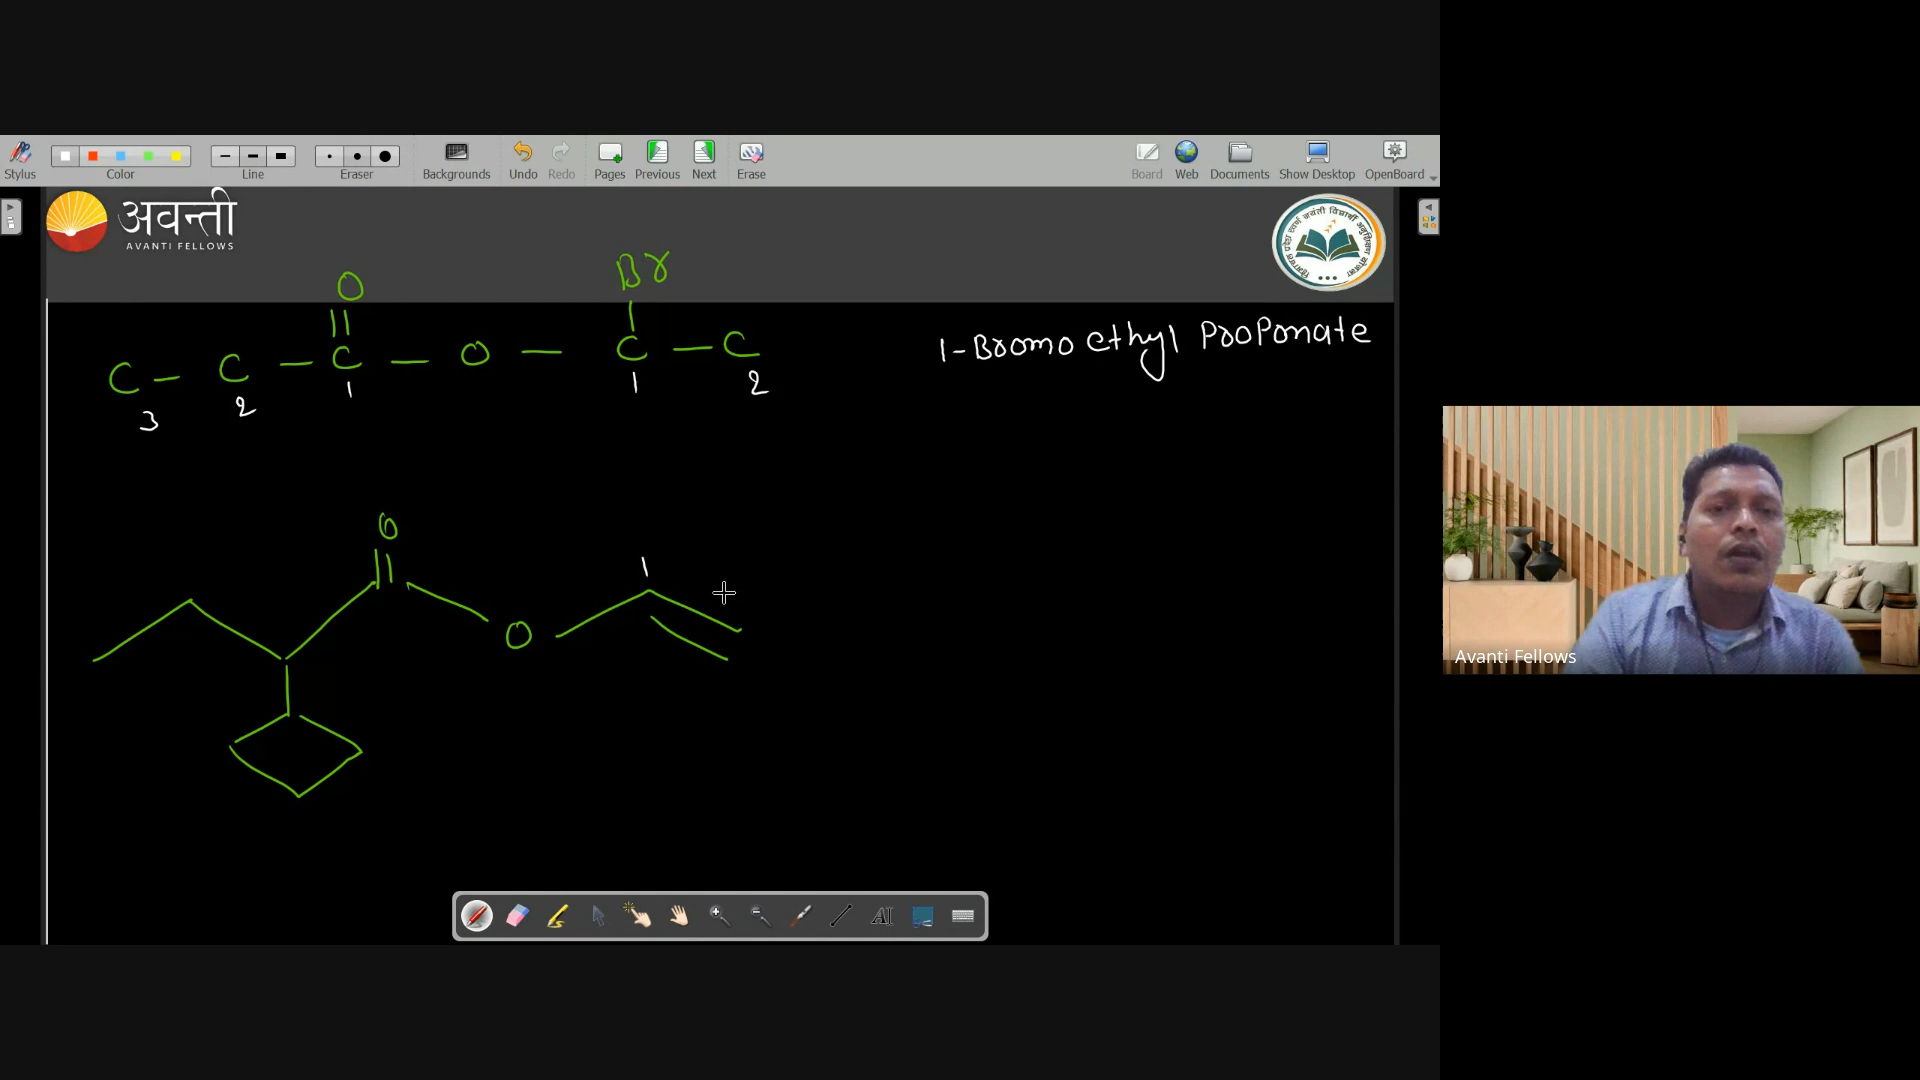 Stylus
Color
Line
Eraser
Backgrounds
Undo
Redo
Pages
Previous
Next
Erase
Board
Web
Documents
Show Desktop
OpenBoard
अवन्ती
AVANTI FELLOWS
O
Br
C - C - C - O - C - C
3 2 1 1 2
1-Bromo ethyl ProPonate
O
1
O
Avanti Fellows